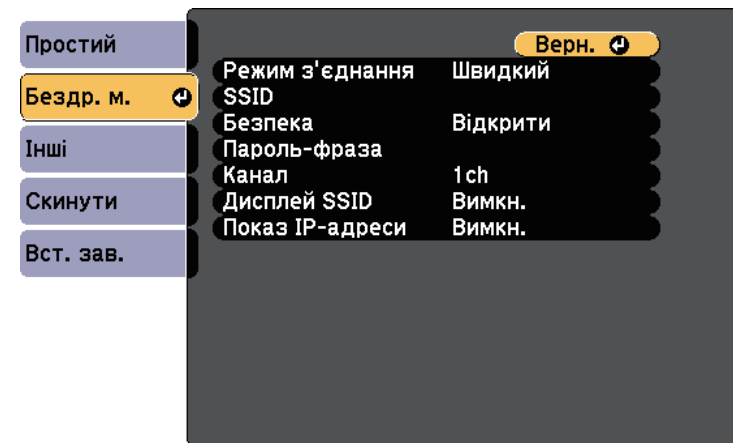 Простий
Бездр. м.
Інші
Скинути
Вст. зав.
Верн.
Режим з'єднання Швидкий
SSID
Безпека Відкрити
Пароль-фраза
Канал 1ch
Дисплей SSID Вимкн.
Показ IP-адреси Вимкн.